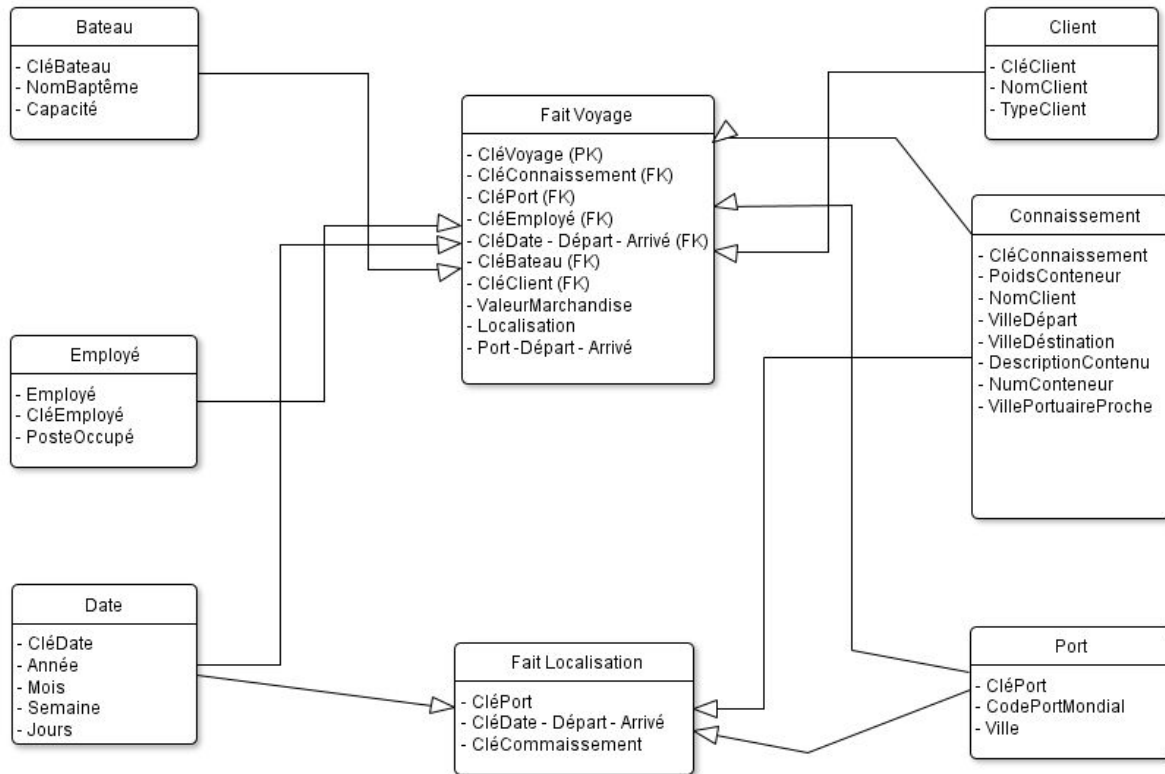 Bateau
- CléBateau
- NomBaptême
- Capacité
Client
- CléClient
- NomClient
- TypeClient
Fait Voyage
- CléVoyage (PK)
- CléConnaissement (FK)
- CléPort (FK)
- CléEmployé (FK)
- CléDate - Départ - Arrivé (FK)
- CléBateau (FK)
- CléClient (FK)
- ValeurMarchandise
- Localisation
- Port -Départ - Arrivé
Connaissement
- CléConnaissement
- PoidsConteneur
- NomClient
- VilleDépart
- VilleDéstination
- DescriptionContenu
- NumConteneur
- VillePortuaireProche
Employé
- Employé
- CléEmployé
- PosteOccupé
Date
- CléDate
- Année
- Mois
- Semaine
- Jours
Fait Localisation
- CléPort
- CléDate - Départ - Arrivé
- CléCommaissement
Port
- CléPort
- CodePortMondial
- Ville